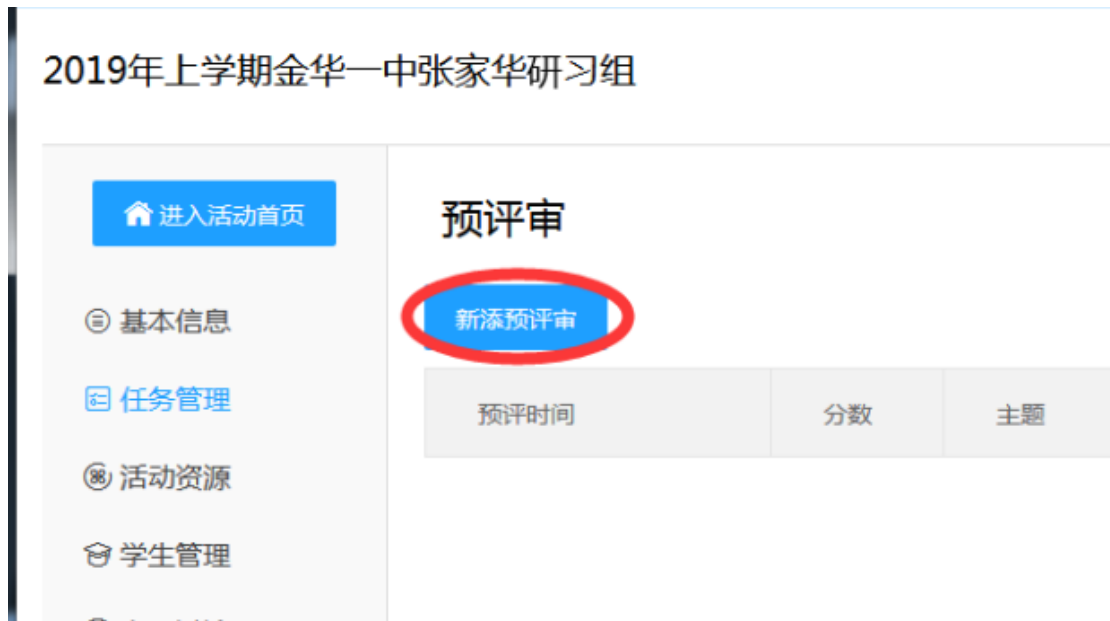 2019年上学期金华一中张家华研习组
进入活动首页
基本信息
任务管理
活动资源
学生管理
预评审
新添预评审
预评时间 分数 主题